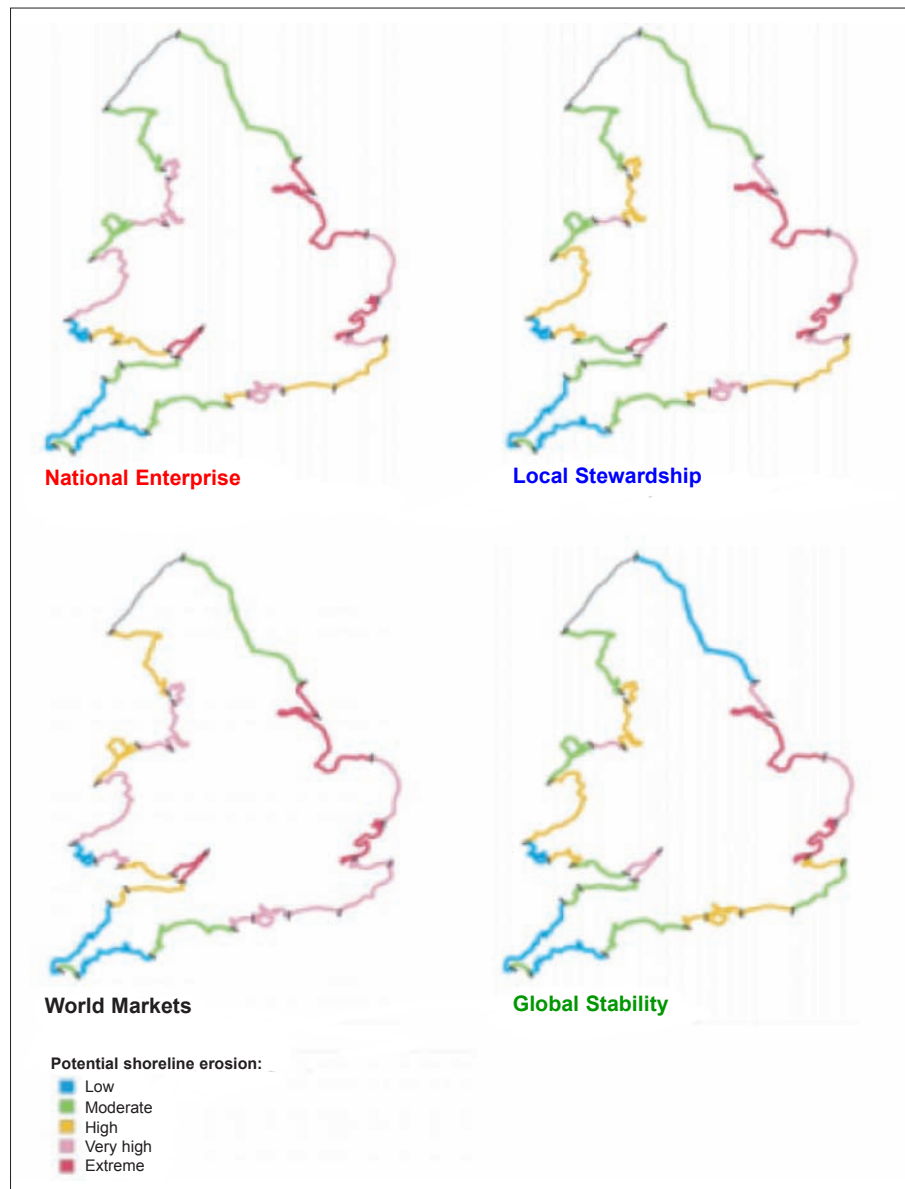 National Enterprise
Local Stewardship
World Markets
Global Stability
Potential shoreline erosion:
Low
Moderate
High
Very high
Extreme